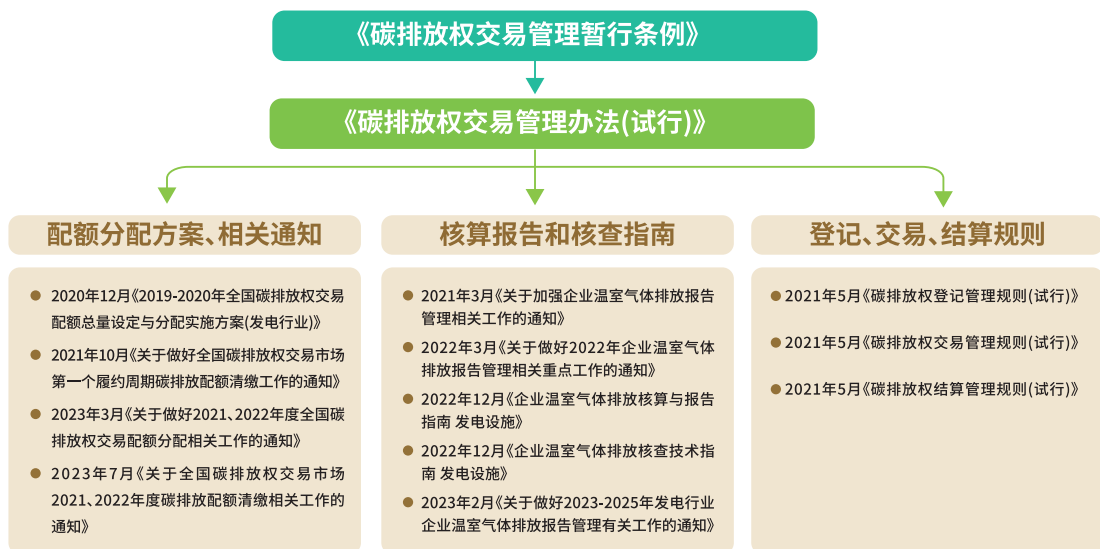 《碳排放权交易管理暂行条例》
《碳排放权交易管理办法(试行)》
配额分配方案、相关通知
2020年12月《2019-2020年全国碳排放权交易
配额总量设定与分配实施方案(发电行业)》
2021年10月《关于做好全国碳排放权交易市场
第一个履约周期碳排放配额清缴工作的通知》
2023年3月《关于做好2021、2022年度全国碳
排放权交易配额分配相关工作的通知》
2023年7月《关于全国碳排放权交易市场
2021、2022年度碳排放配额清缴相关工作的
通知》
核算报告和核查指南
2021年3月《关于加强企业温室气体排放报告
管理相关工作的通知》
2022年3月《关于做好2022年企业温室气体
排放报告管理相关重点工作的通知》
2022年12月《企业温室气体排放核算与报告
指南 发电设施》
2022年12月《企业温室气体排放核查技术指
南 发电设施》
2023年2月《关于做好2023-2025年发电行业
企业温室气体排放报告管理有关工作的通知》
登记、交易、结算规则
2021年5月《碳排放权登记管理规则(试行)》
2021年5月《碳排放权交易管理规则(试行)》
2021年5月《碳排放权结算管理规则(试行)》